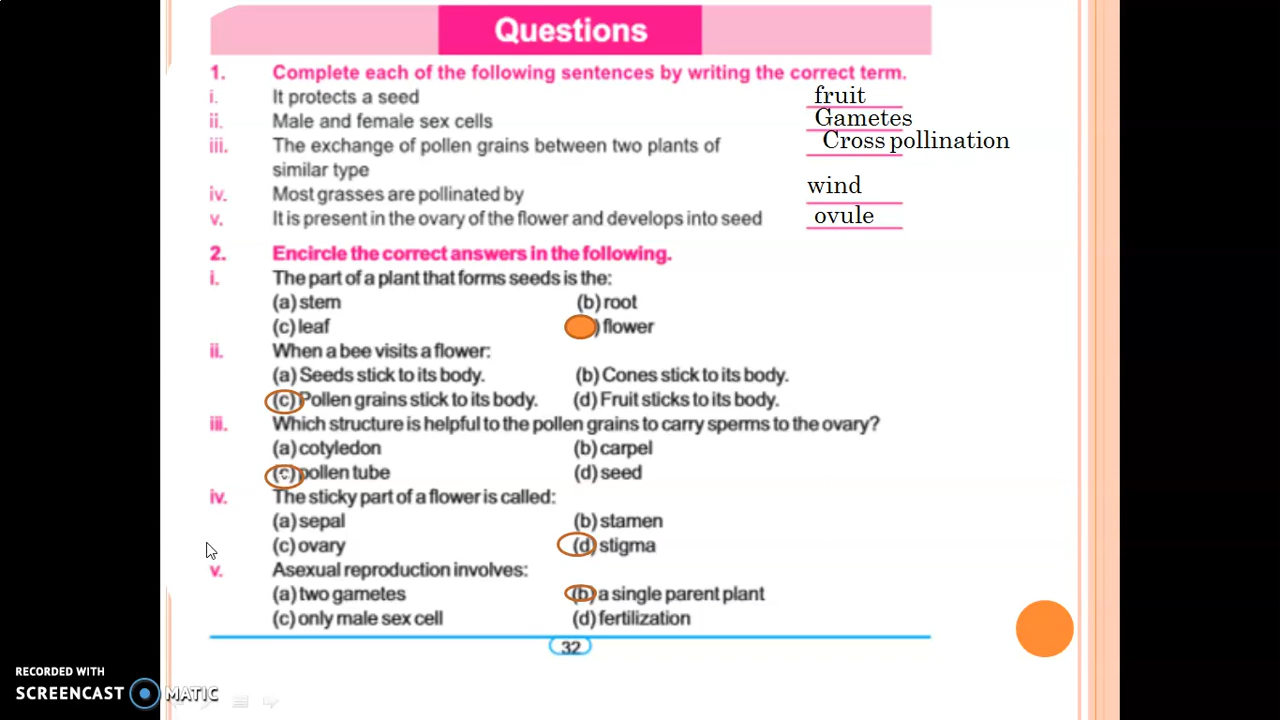 Questions
1. Complete each of the following sentences by writing the correct term.
i. It protects a seed fruit
ii. Male and female sex cells Gametes
iii. The exchange of pollen grains between two plants of Cross pollination
similar type
iv. Most grasses are pollinated by wind
v. It is present in the ovary of the flower and develops into seed ovule
2. Encircle the correct answers in the following.
i. The part of a plant that forms seeds is the:
(a) stem (b) root
(c) leaf ) flower
ii. When a bee visits a flower:
(a) Seeds stick to its body. (b) Cones stick to its body.
(c) Pollen grains stick to its body. (d) Fruit sticks to its body.
iii. Which structure is helpful to the pollen grains to carry sperms to the ovary?
(a) cotyledon (b) carpel
(c) pollen tube (d) seed
iv. The sticky part of a flower is called:
(a) sepal (b) stamen
(c) ovary (d) stigma
v. Asexual reproduction involves:
(a) two gametes (b) a single parent plant
(c) only male sex cell (d) fertilization
32
RECORDED WITH
SCREENCAST MATIC